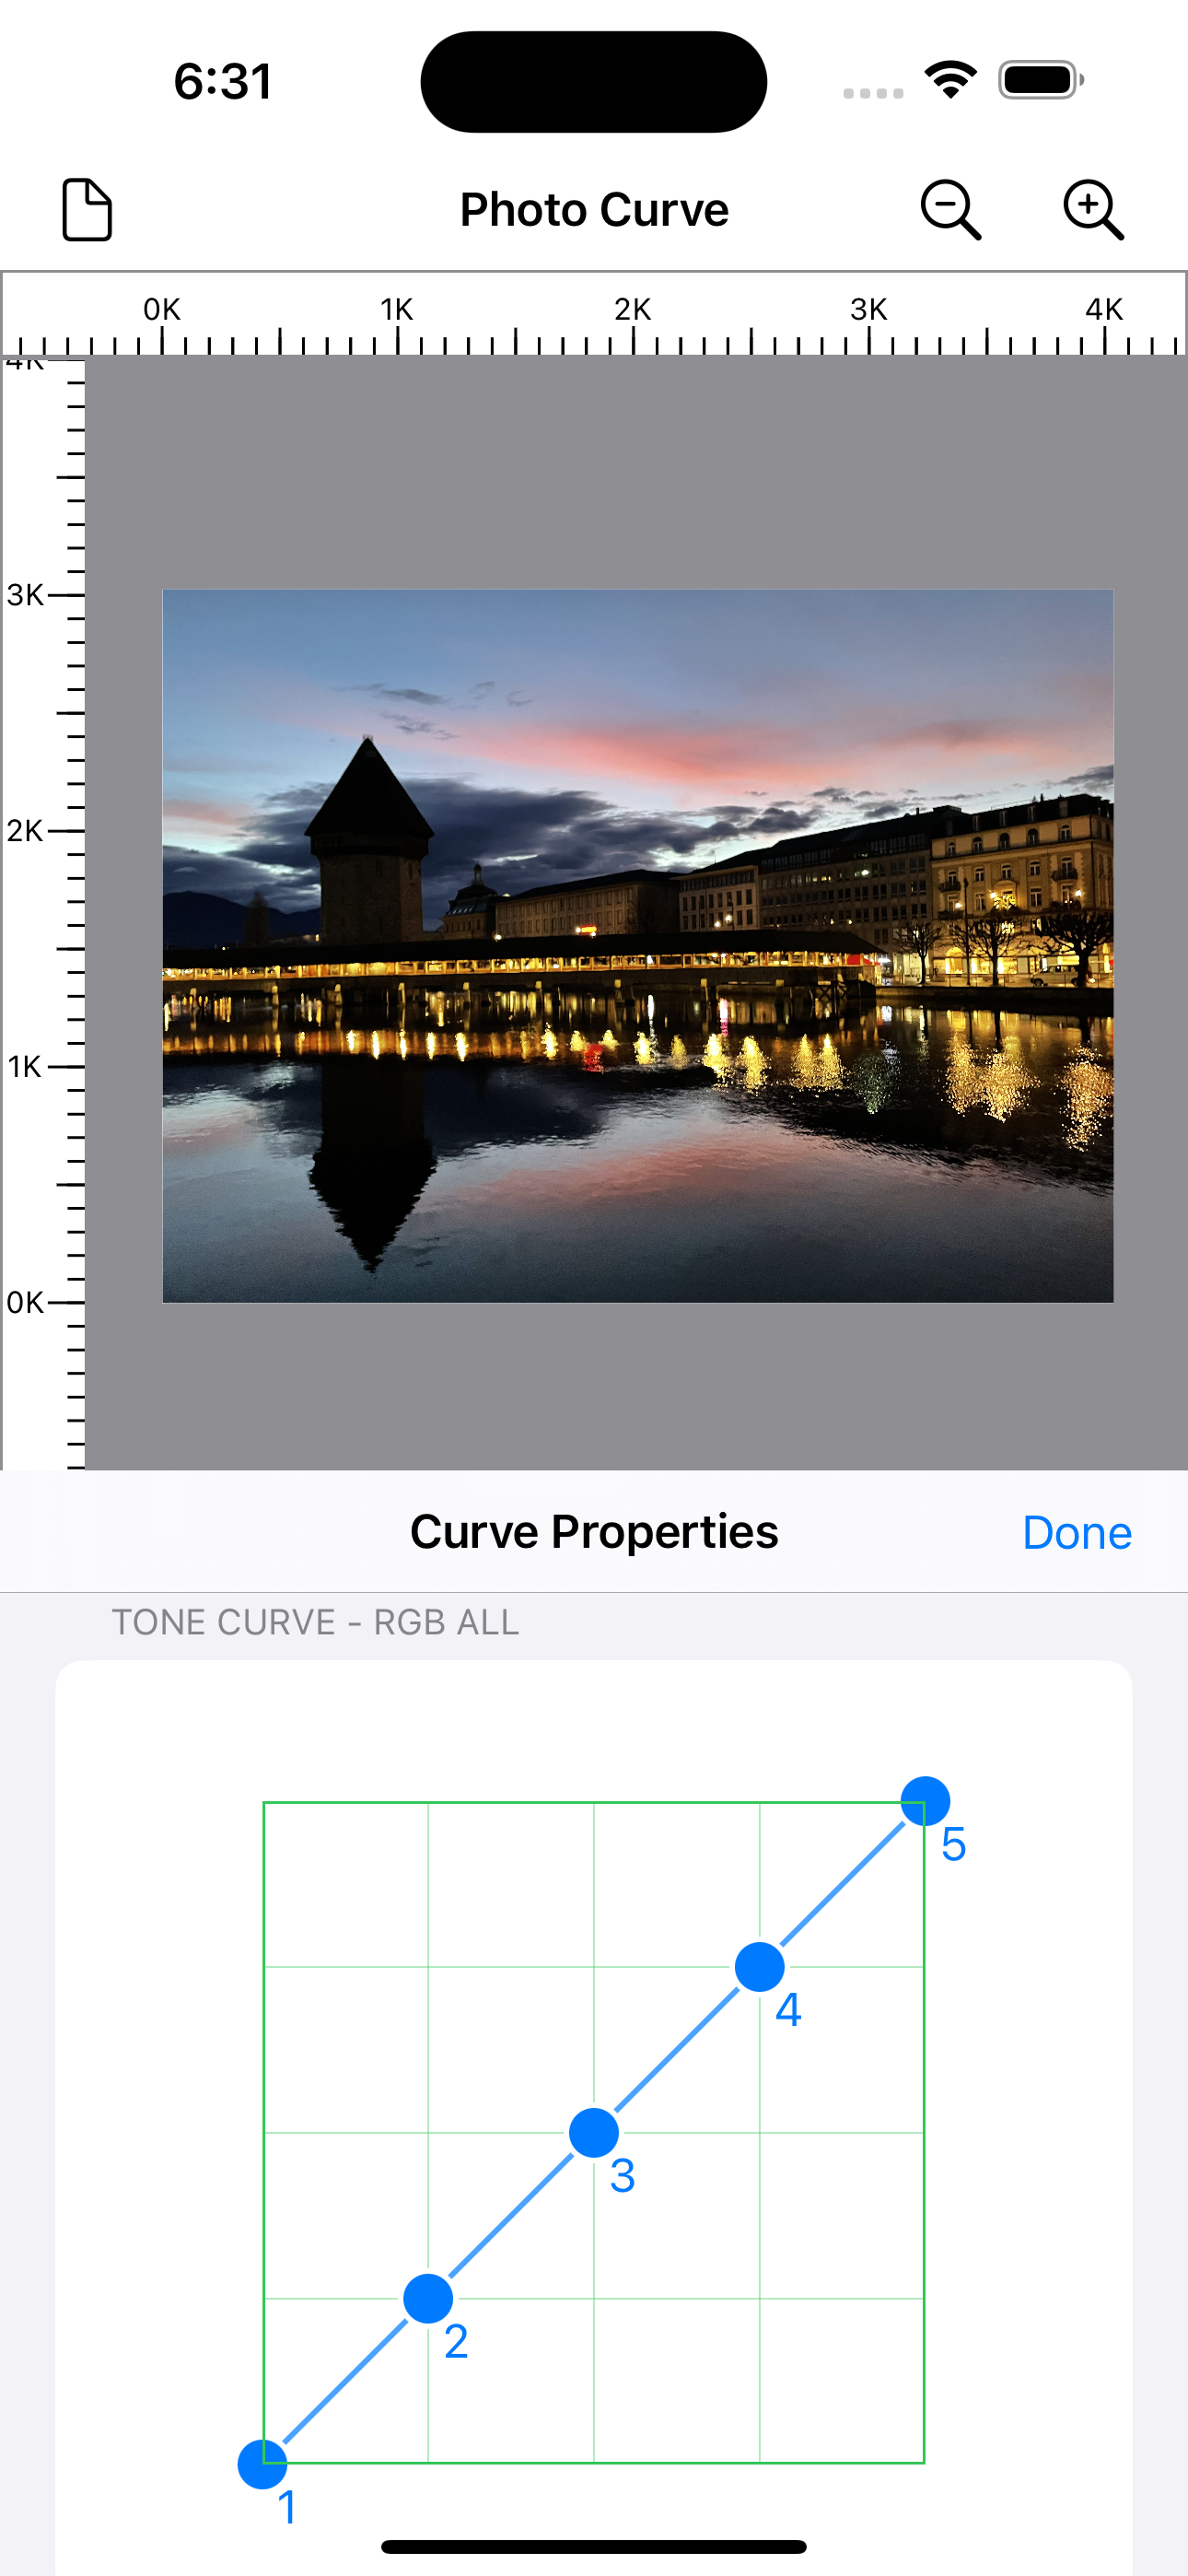 6:31
Photo Curve
0K 1K 2K 3K 4K
4K
3K
2K
1K
0K
Curve Properties Done
TONE CURVE - RGB ALL
5
4
3
2
1